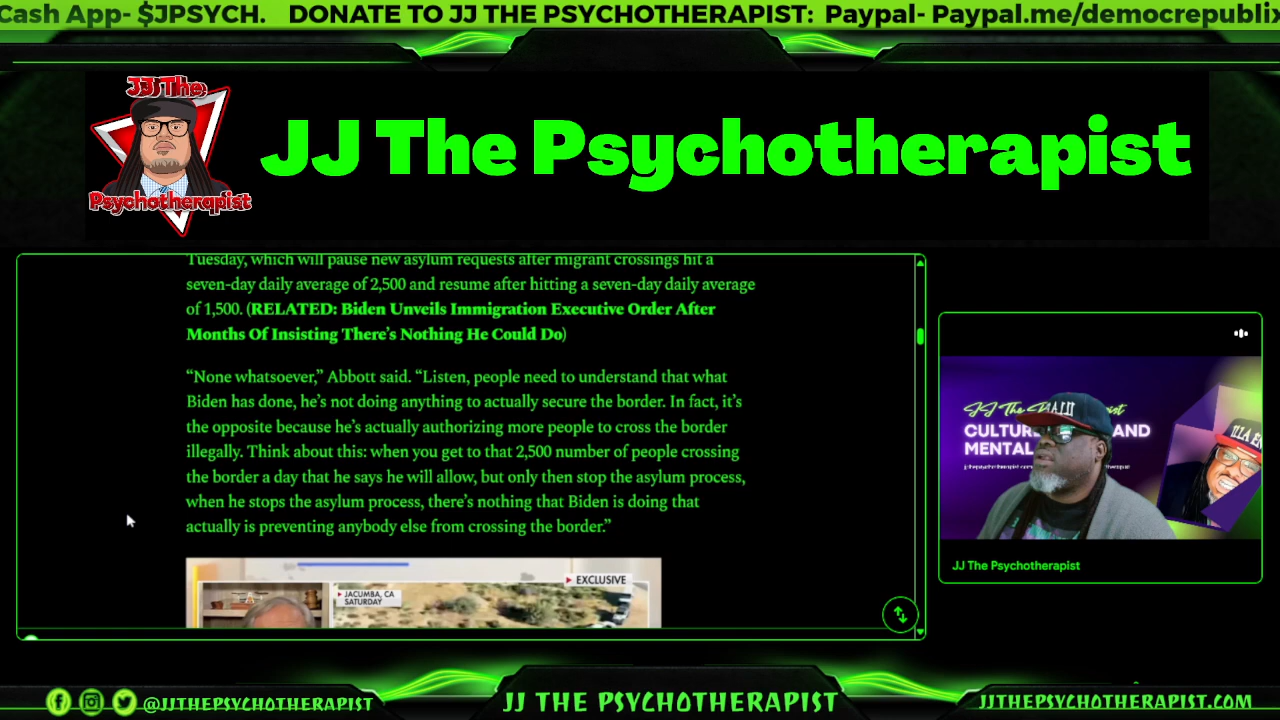 Cash App- $JPSYCH. DONATE TO JJ THE PSYCHOTHERAPIST: Paypal- Paypal.me/democrepublix
JJ The
Psychotherapist
JJ The Psychotherapist
Tuesday, which will pause new asylum requests after migrant crossings hit a
seven-day daily average of 2,500 and resume after hitting a seven-day daily average
of 1,500. (RELATED: Biden Unveils Immigration Executive Order After
Months Of Insisting There’s Nothing He Could Do)
“None whatsoever,” Abbott said. “Listen, people need to understand that what
Biden has done, he’s not doing anything to actually secure the border. In fact, it’s
the opposite because he’s actually authorizing more people to cross the border
illegally. Think about this: when you get to that 2,500 number of people crossing
the border a day that he says he will allow, but only then stop the asylum process,
when he stops the asylum process, there’s nothing that Biden is doing that
actually is preventing anybody else from crossing the border.”
EXCLUSIVE
JACUMBA, CA
SATURDAY
JJ The
CULTUR AND
MENTAL
JJ The Psychotherapist
@JJTHEPSYCHOTHERAPIST
JJ THE PSYCHOTHERAPIST
JJTHEPSYCHOTHERAPIST.COM